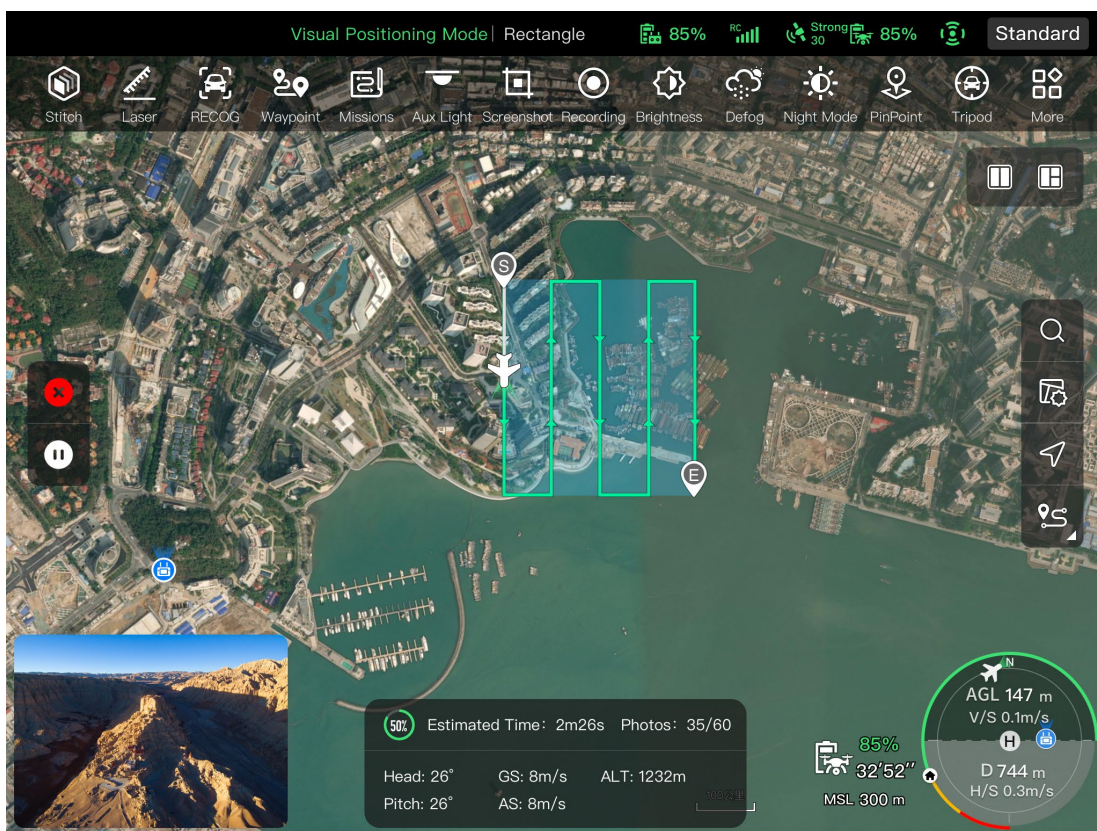 Visual Positioning Mode | Rectangle 85% RC Strong 30 85% Standard
Stitch Laser RECOG Waypoint Missions Aux Light Screenshot Recording Brightness Defog Night Mode PinPoint Tripod More
S
E
N
AGL 147 m
V/S 0.1m/s
H
D 744 m
H/S 0.3m/s
50% Estimated Time: 2m26s Photos: 35/60
Head: 26° GS: 8m/s ALT: 1232m
Pitch: 26° AS: 8m/s
85%
32'52''
MSL 300 m